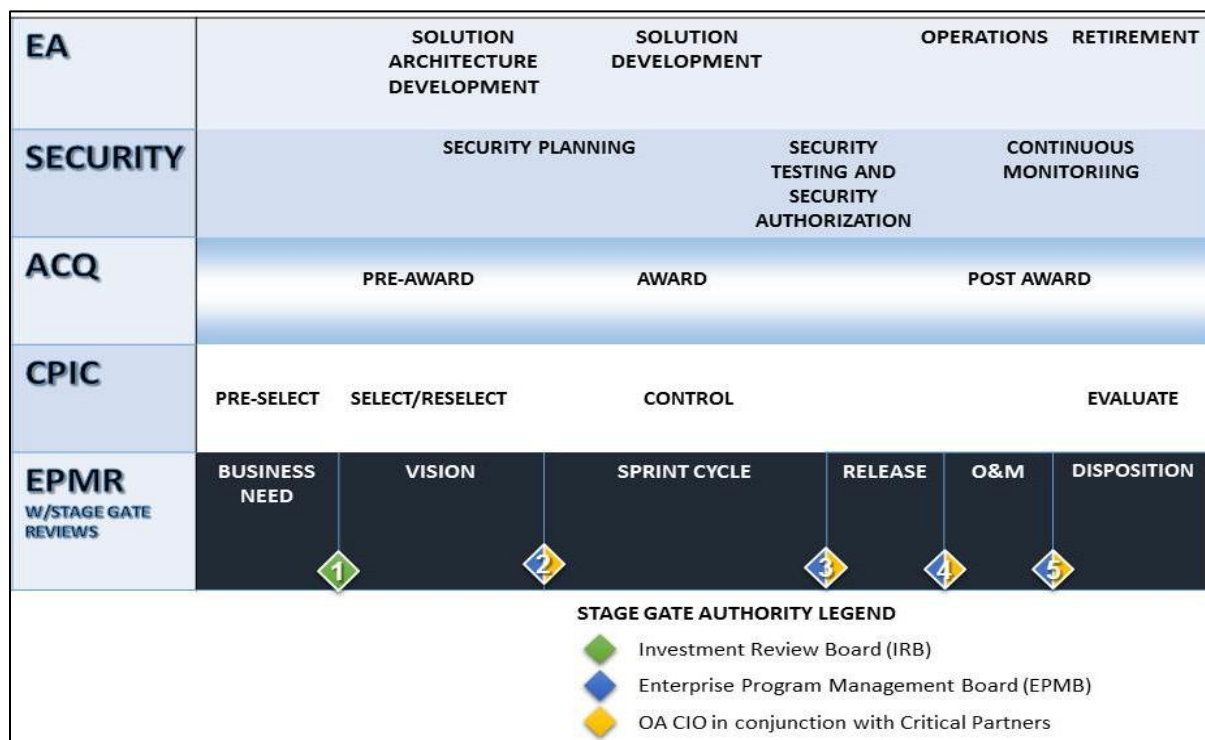 EA
SOLUTION
ARCHITECTURE
DEVELOPMENT
SOLUTION
DEVELOPMENT
OPERATIONS
RETIREMENT
SECURITY
SECURITY PLANNING
SECURITY
TESTING AND
SECURITY
AUTHORIZATION
CONTINUOUS
MONITORIING
ACQ
PRE-AWARD
AWARD
POST AWARD
CPIC
PRE-SELECT
SELECT/RESELECT
CONTROL
EVALUATE
EPMR
W/STAGE GATE
REVIEWS
BUSINESS
NEED
VISION
SPRINT CYCLE
RELEASE
O&M
DISPOSITION
1
2
3
4
5
STAGE GATE AUTHORITY LEGEND
Investment Review Board (IRB)
Enterprise Program Management Board (EPMB)
OA CIO in conjunction with Critical Partners